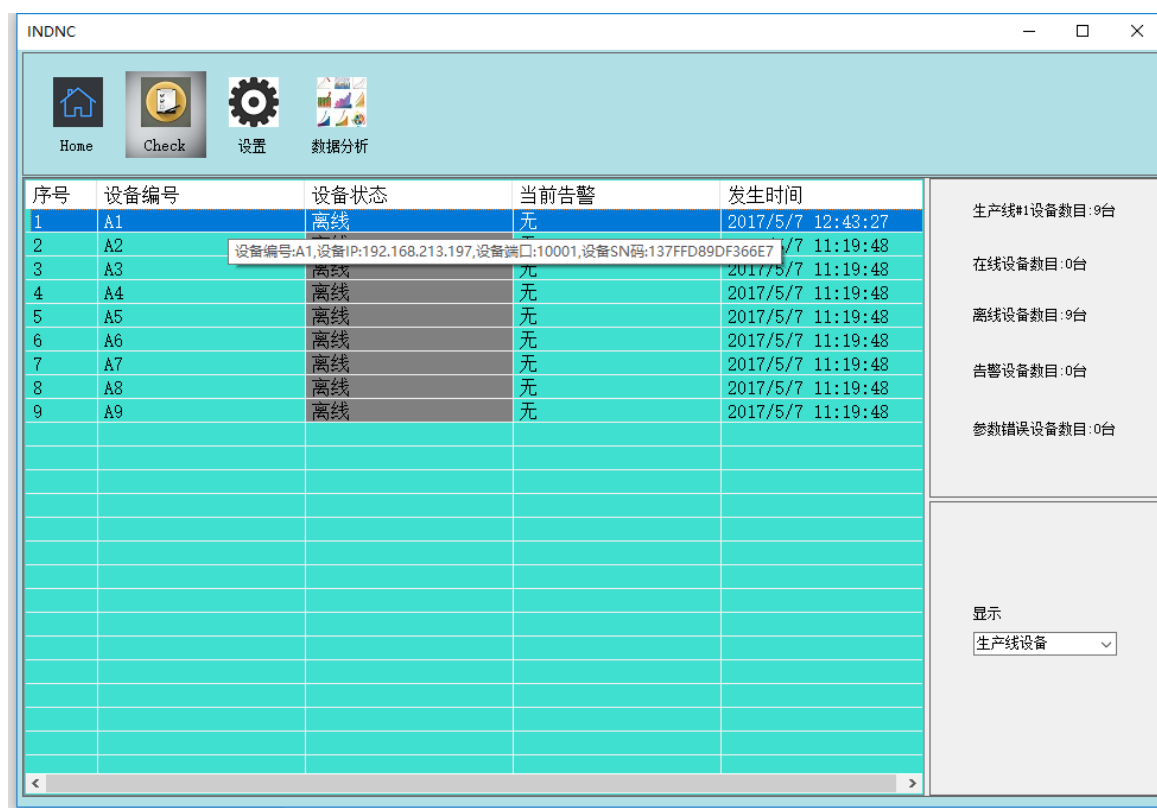 INDNC
Home Check 设置 数据分析
序号 设备编号 设备状态 当前告警 发生时间
1 A1 离线 无 2017/5/7 12:43:27
2 A2 /7 11:19:48
设备编号:A1,设备IP:192.168.213.197,设备端口:10001,设备SN码:137FFD89DF366E7
3 A3 离线 无 2017/5/7 11:19:48
4 A4 离线 无 2017/5/7 11:19:48
5 A5 离线 无 2017/5/7 11:19:48
6 A6 离线 无 2017/5/7 11:19:48
7 A7 离线 无 2017/5/7 11:19:48
8 A8 离线 无 2017/5/7 11:19:48
9 A9 离线 无 2017/5/7 11:19:48
生产线#1设备数目:9台
在线设备数目:0台
离线设备数目:9台
告警设备数目:0台
参数错误设备数目:0台
显示
生产线设备